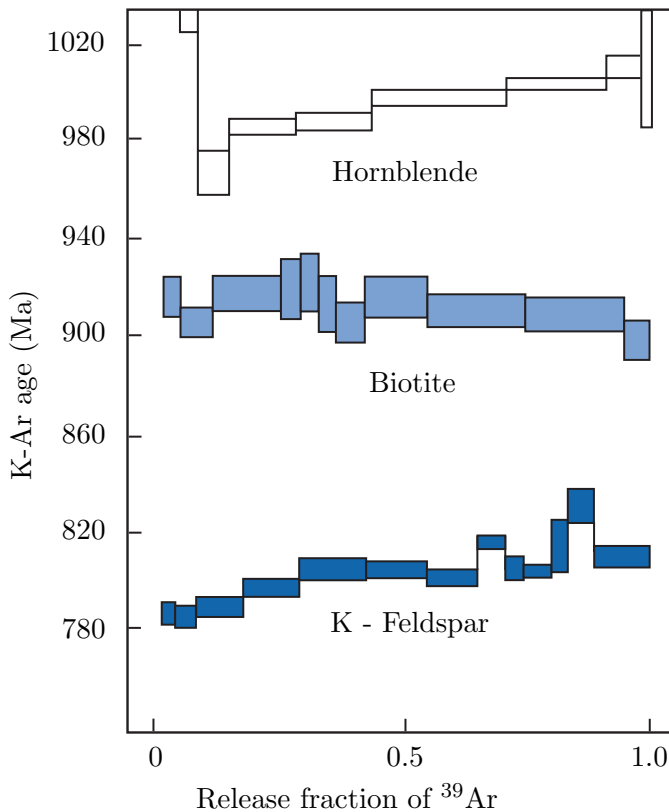 1020
980
Hornblende
940
900
Biotite
K-Ar age (Ma)
860
820
780
K - Feldspar
0
0.5
1.0
Release fraction of ³⁹Ar